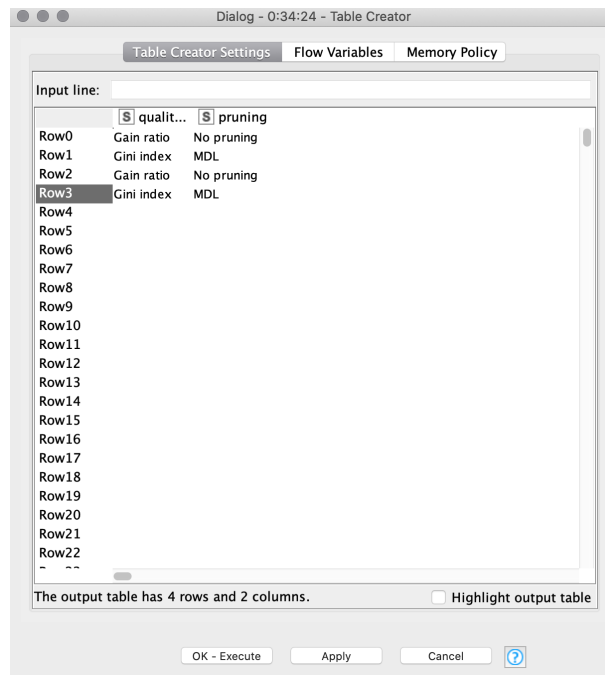 Dialog - 0:34:24 - Table Creator
Table Creator Settings Flow Variables Memory Policy
Input line:
S qualit... S pruning
Row0 Gain ratio No pruning
Row1 Gini index MDL
Row2 Gain ratio No pruning
Row3 Gini index MDL
Row4
Row5
Row6
Row7
Row8
Row9
Row10
Row11
Row12
Row13
Row14
Row15
Row16
Row17
Row18
Row19
Row20
Row21
Row22
The output table has 4 rows and 2 columns. Highlight output table
OK - Execute Apply Cancel ?